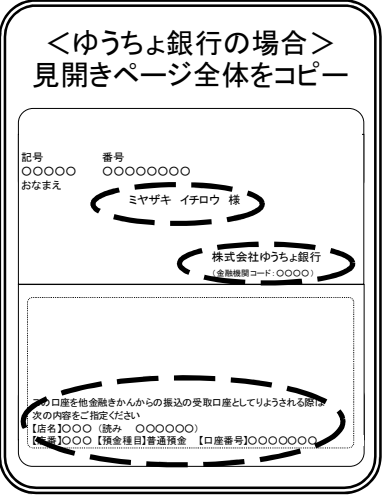 ＜ゆうちょ銀行の場合＞
見開きページ全体をコピー
記号　番号
○○○○○　○○○○○○○○
おなまえ
ミヤザキ　イチロウ　様
株式会社ゆうちょ銀行
（金融機関コード：○○○○）
この口座を他金融きかんからの振込の受取口座としてりようされる際は
次の内容をご指定ください
【店名】○○○（読み　○○○○○○）
【店番】○○○【預金種目】普通預金　【口座番号】○○○○○○○